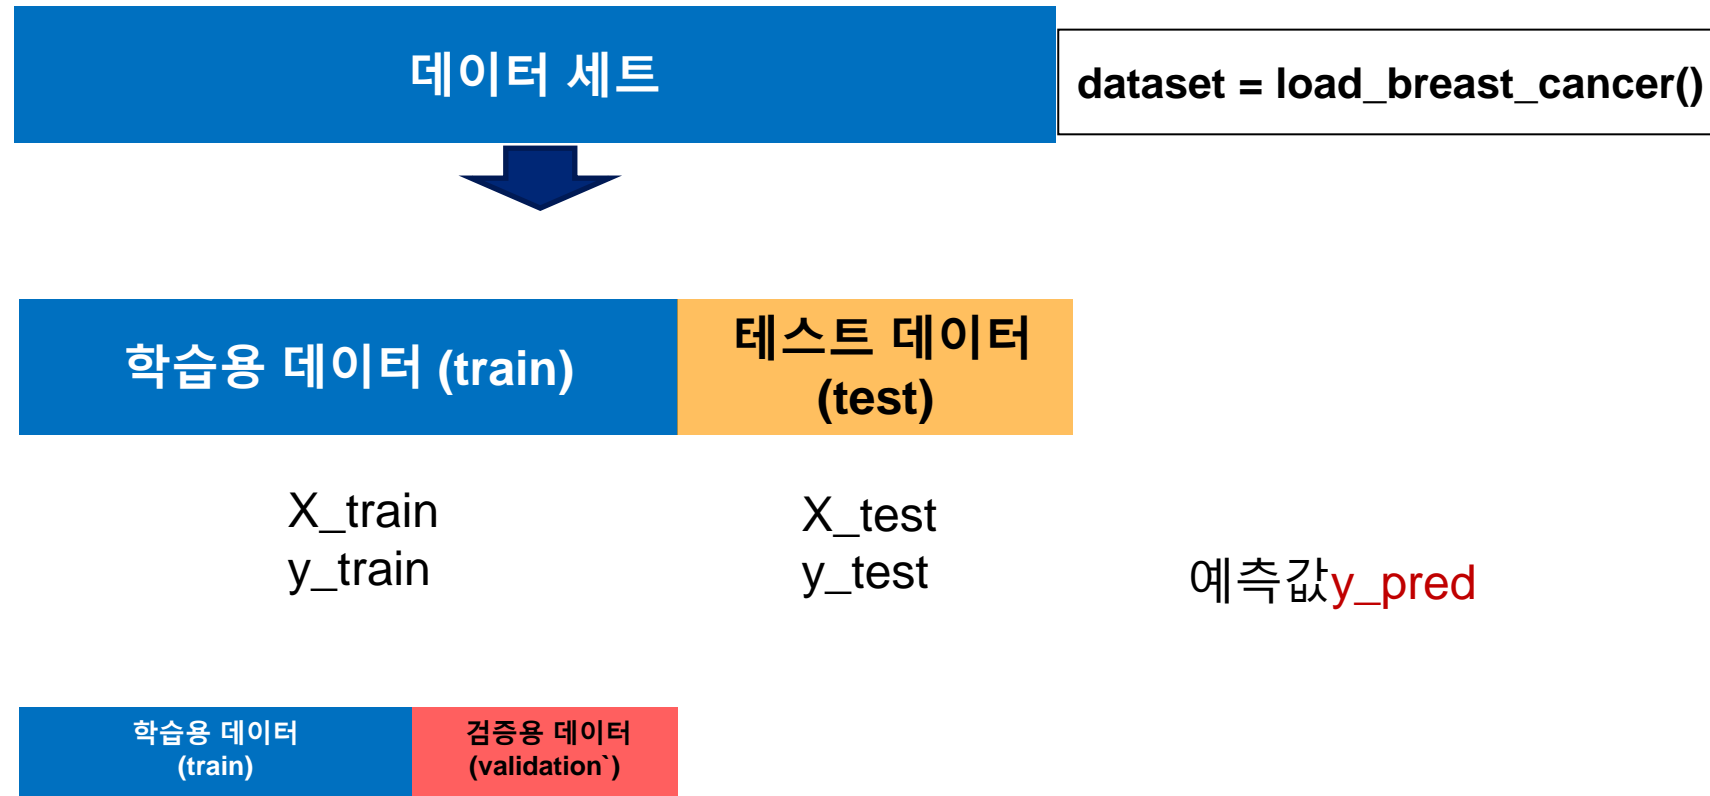 데이터 세트
dataset = load_breast_cancer()
학습용 데이터 (train)
테스트 데이터
(test)
X_train
y_train
X_test
y_test
예측값y_pred
학습용 데이터
(train)
검증용 데이터
(validation`)